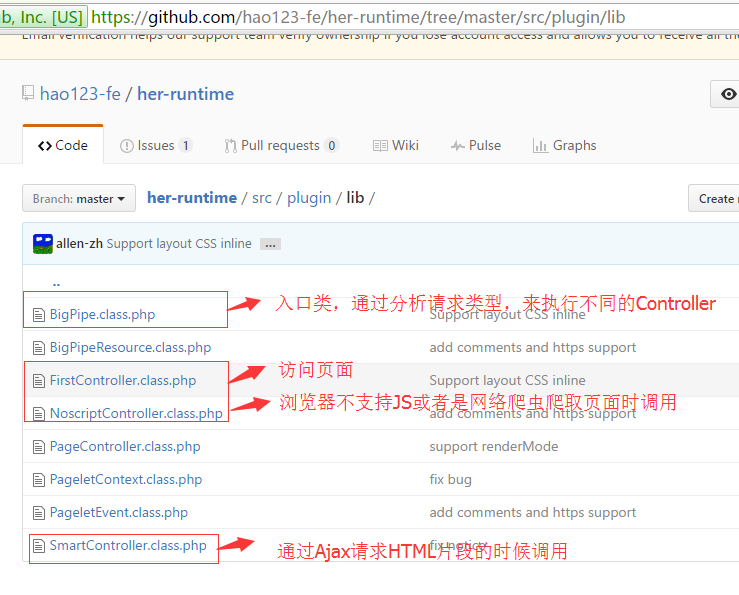 b, Inc. [US] https://github.com/hao123-fe/her-runtime/tree/master/src/plugin/lib
Email verification helps our support team verify ownership if you lose account access and allows you to receive all the
hao123-fe / her-runtime
Code Issues 1 Pull requests 0 Wiki Pulse Graphs
Branch: master her-runtime / src / plugin / lib / Create
allen-zh Support layout CSS inline ...
..
BigPipe.class.php Support layout CSS inline
入口类，通过分析请求类型，来执行不同的Controller
BigPipeResource.class.php add comments and https support
FirstController.class.php Support layout CSS inline
访问页面
NoscriptController.class.php add comments and https support
浏览器不支持JS或者是网络爬虫爬取页面时调用
PageController.class.php support renderMode
PageletContext.class.php fix bug
PageletEvent.class.php add comments and https support
SmartController.class.php fix notice
通过Ajax请求HTML片段的时候调用